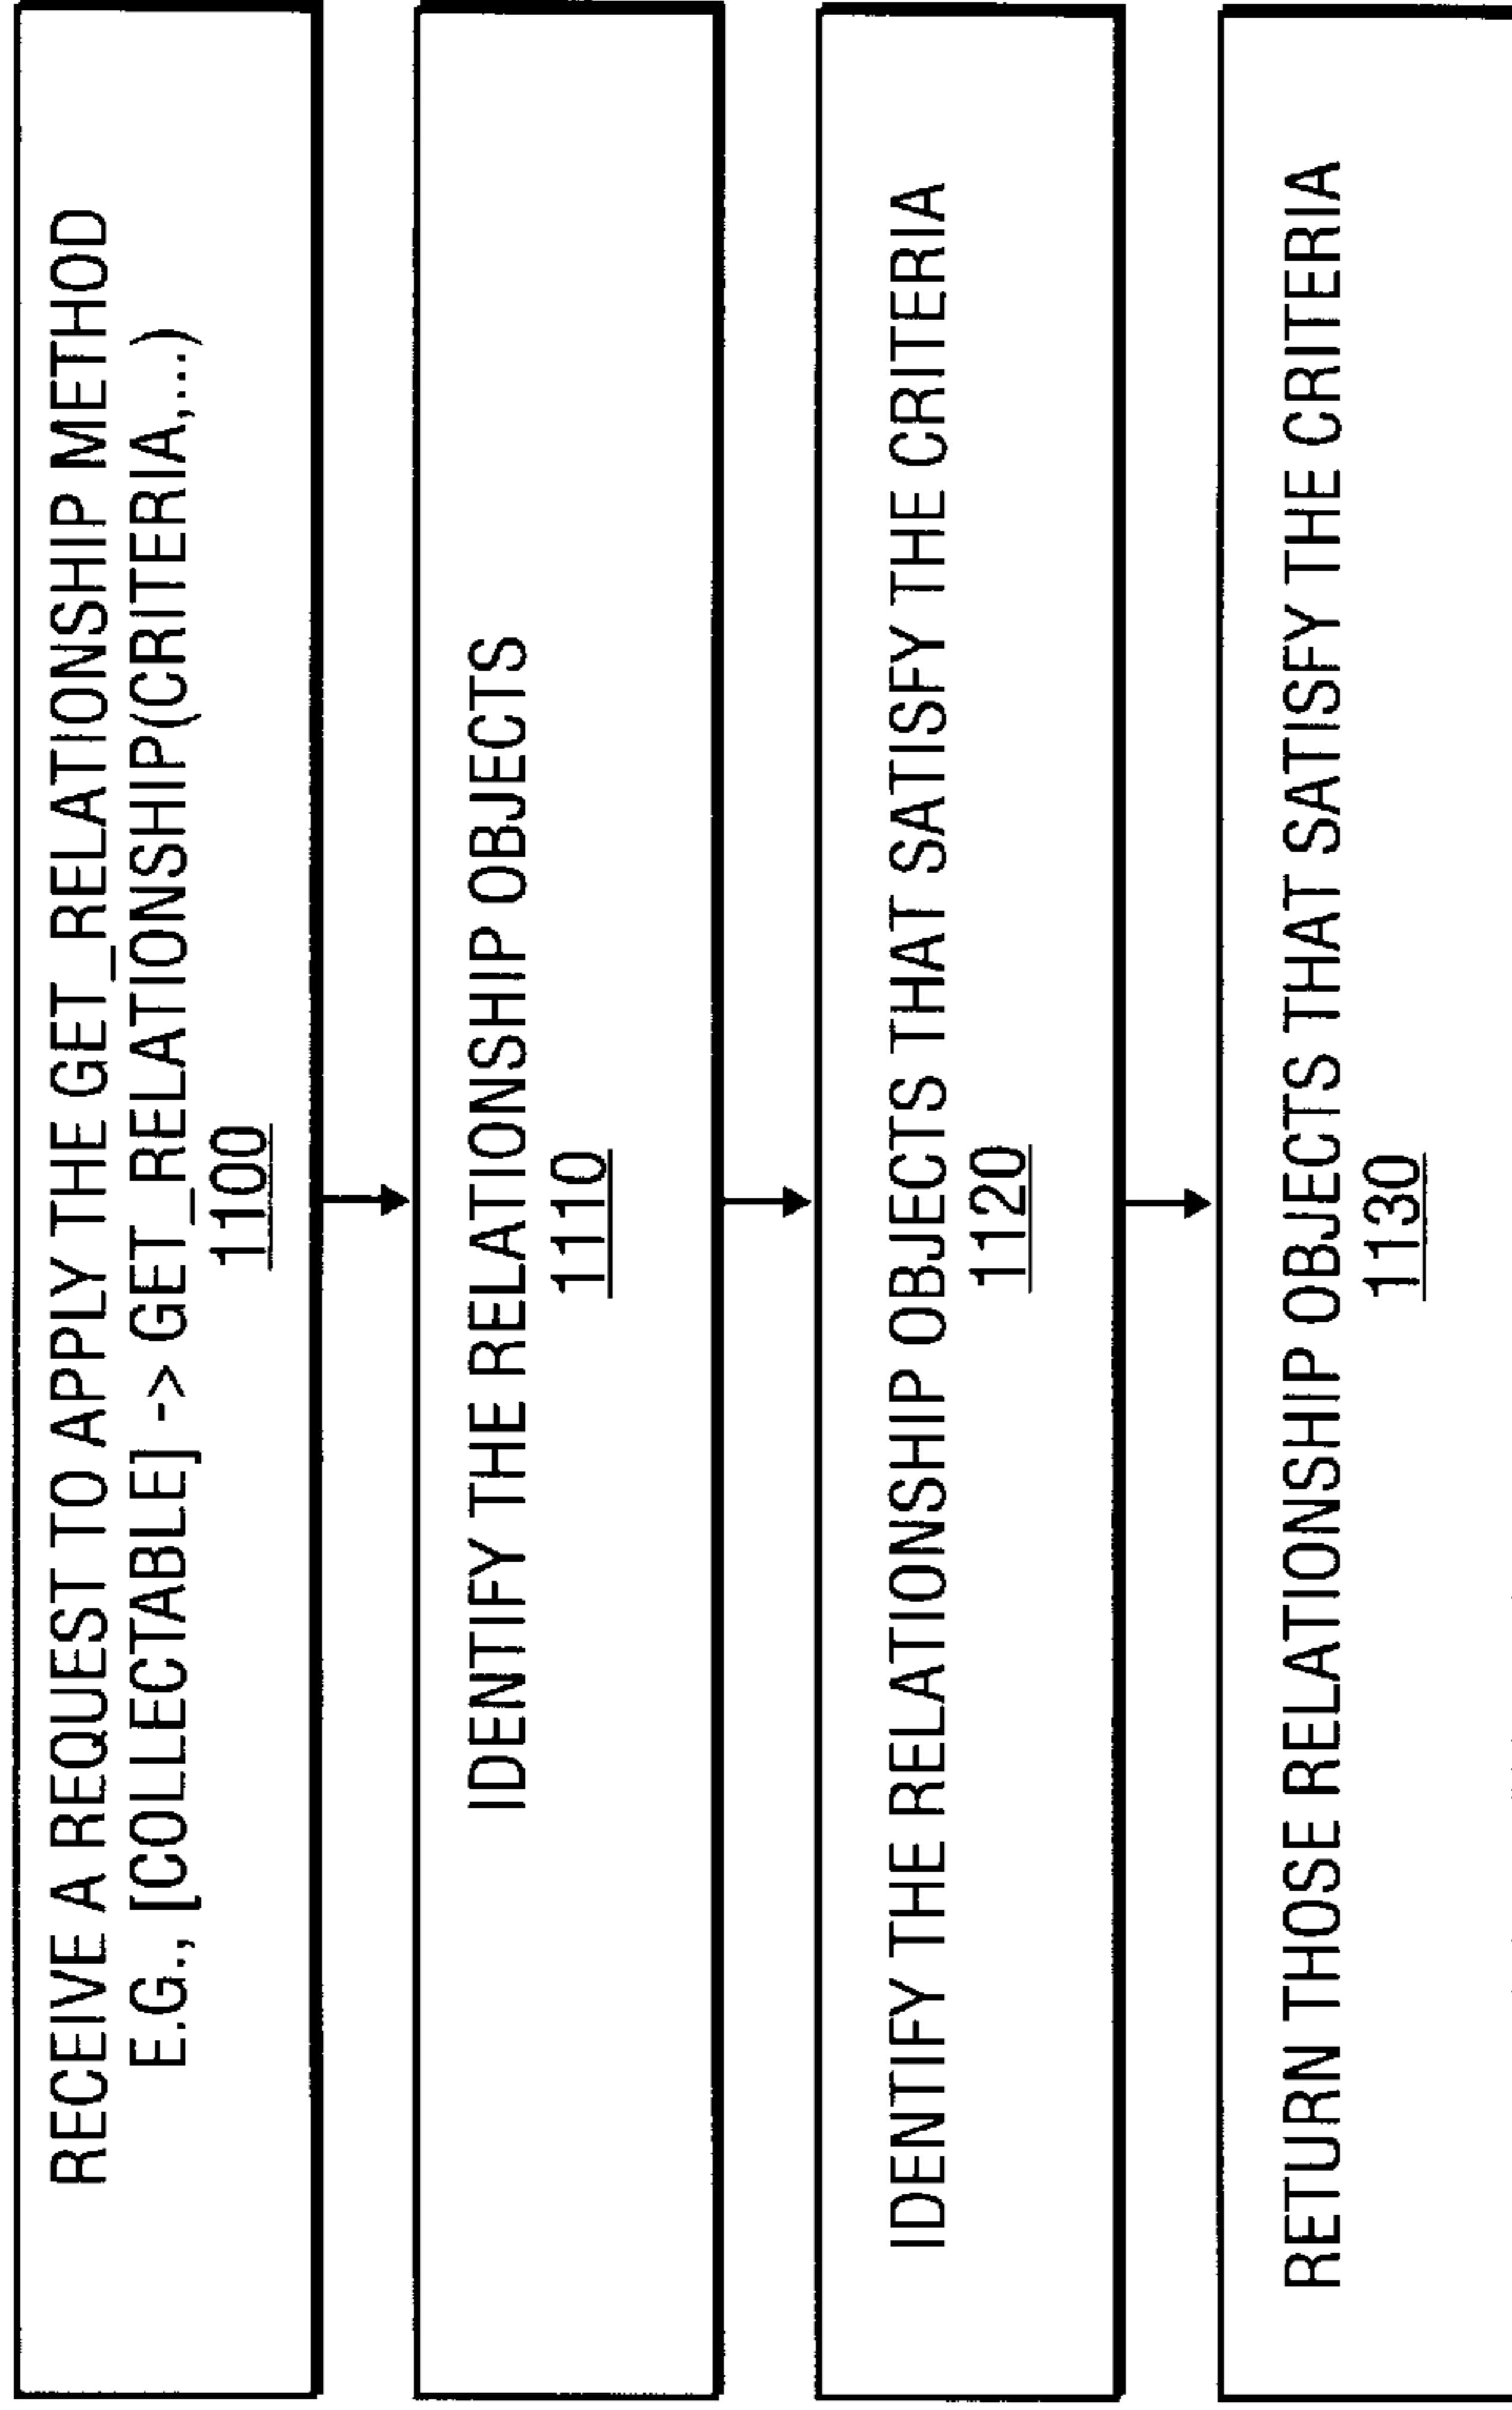 RECEIVE A REQUEST TO APPLY THE GET_RELATIONSHIP METHOD
E.G., [COLLECTABLE] -> GET_RELATIONSHIP(CRITERIA,...)
1100
IDENTIFY THE RELATIONSHIP OBJECTS
1110
IDENTIFY THE RELATIONSHIP OBJECTS THAT SATISFY THE CRITERIA
1120
RETURN THOSE RELATIONSHIP OBJECTS THAT SATISFY THE CRITERIA
1130